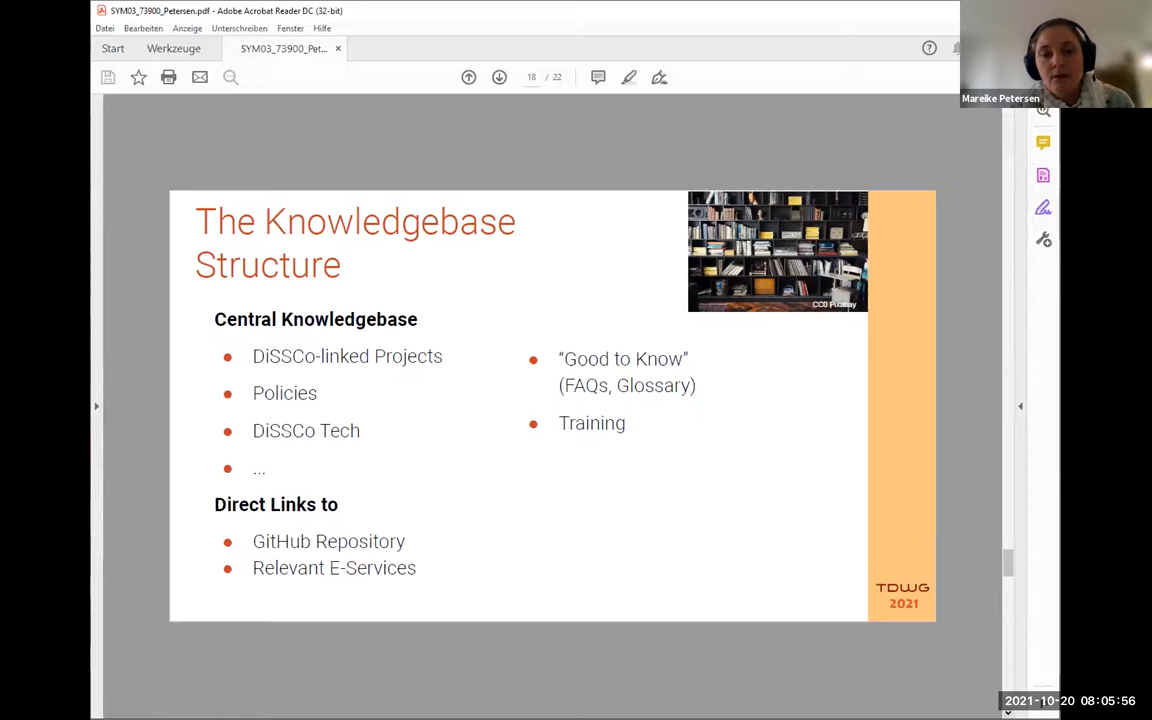 SYM03_73900_Petersen.pdf - Adobe Acrobat Reader DC (32-bit)
Datei Bearbeiten Anzeige Unterschreiben Fenster Hilfe
Start Werkzeuge SYM03_73900_Pet... ×
18 / 22
Mareike Petersen
The Knowledgebase
Structure
CC0 Pixabay
Central Knowledgebase
DiSSCo-linked Projects
Policies
DiSSCo Tech
...
“Good to Know“
(FAQs, Glossary)
Training
Direct Links to
GitHub Repository
Relevant E-Services
TDWG
2021
2021-10-20 08:05:56